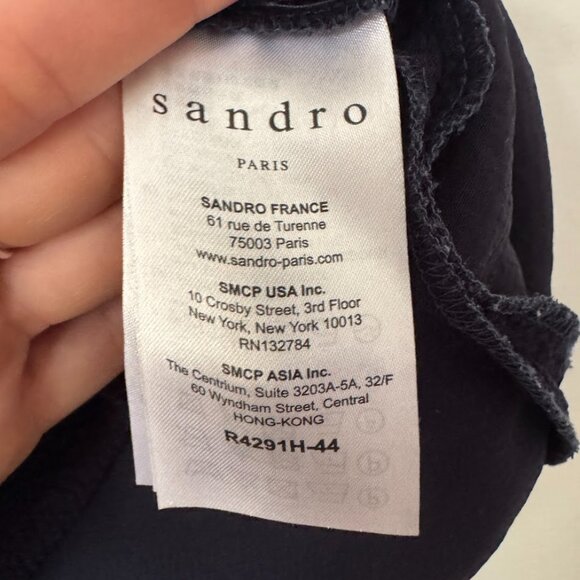 sandro
PARIS
SANDRO FRANCE
61 rue de Turenne
75003 Paris
www.sandro-paris.com
SMCP USA Inc.
10 Crosby Street, 3rd Floor
New York, New York 10013
RN132784
SMCP ASIA Inc.
The Centrium, Suite 3203A-5A, 32/F
60 Wyndham Street, Central
HONG-KONG
R4291H-44